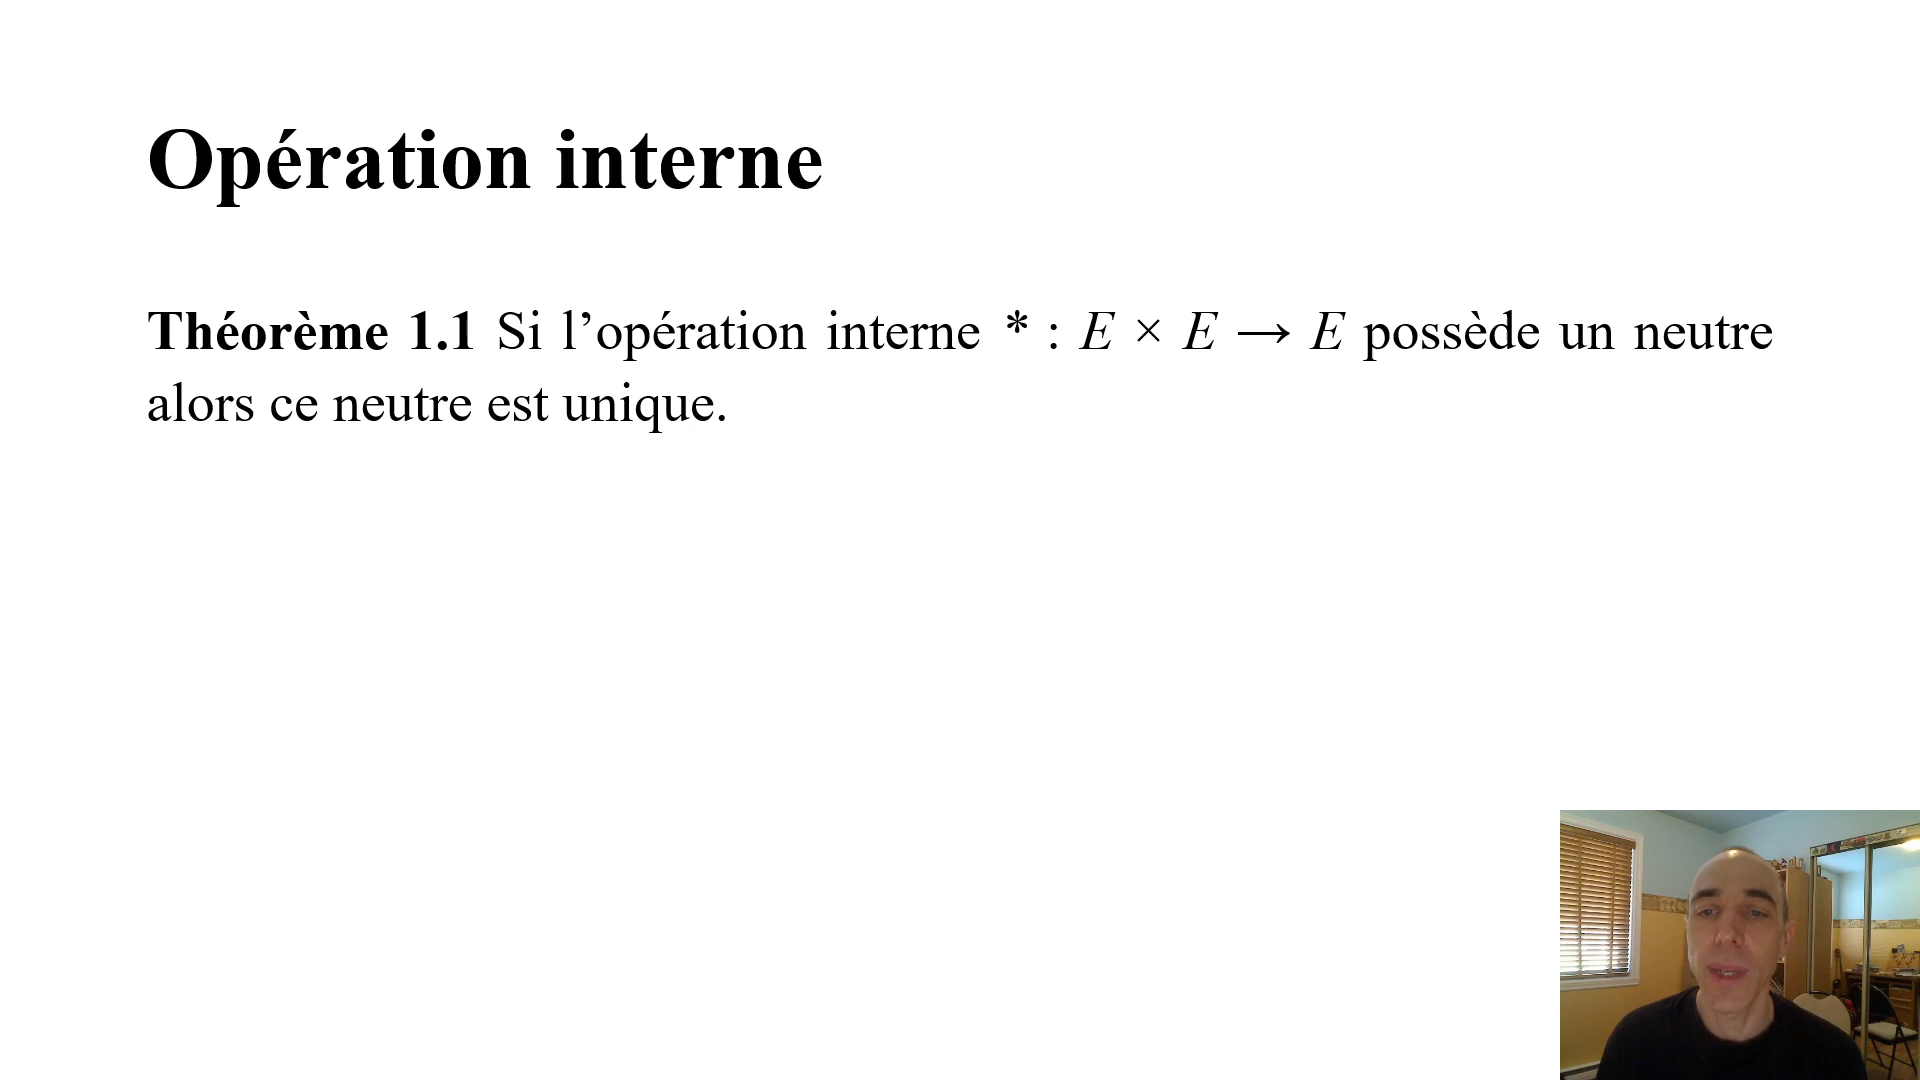 Opération interne
Théorème 1.1 Si l’opération interne * : E × E → E possède un neutre
alors ce neutre est unique.